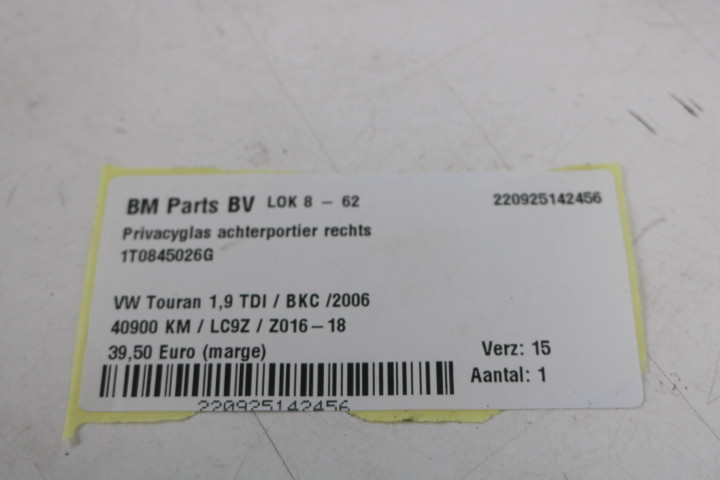 BM Parts BV LOK 8 – 62 220925142456
Privacyglas achterportier rechts
1T0845026G
VW Touran 1,9 TDI / BKC /2006
40900 KM / LC9Z / Z016–18
39,50 Euro (marge) Verz: 15
Aantal: 1
220925142456